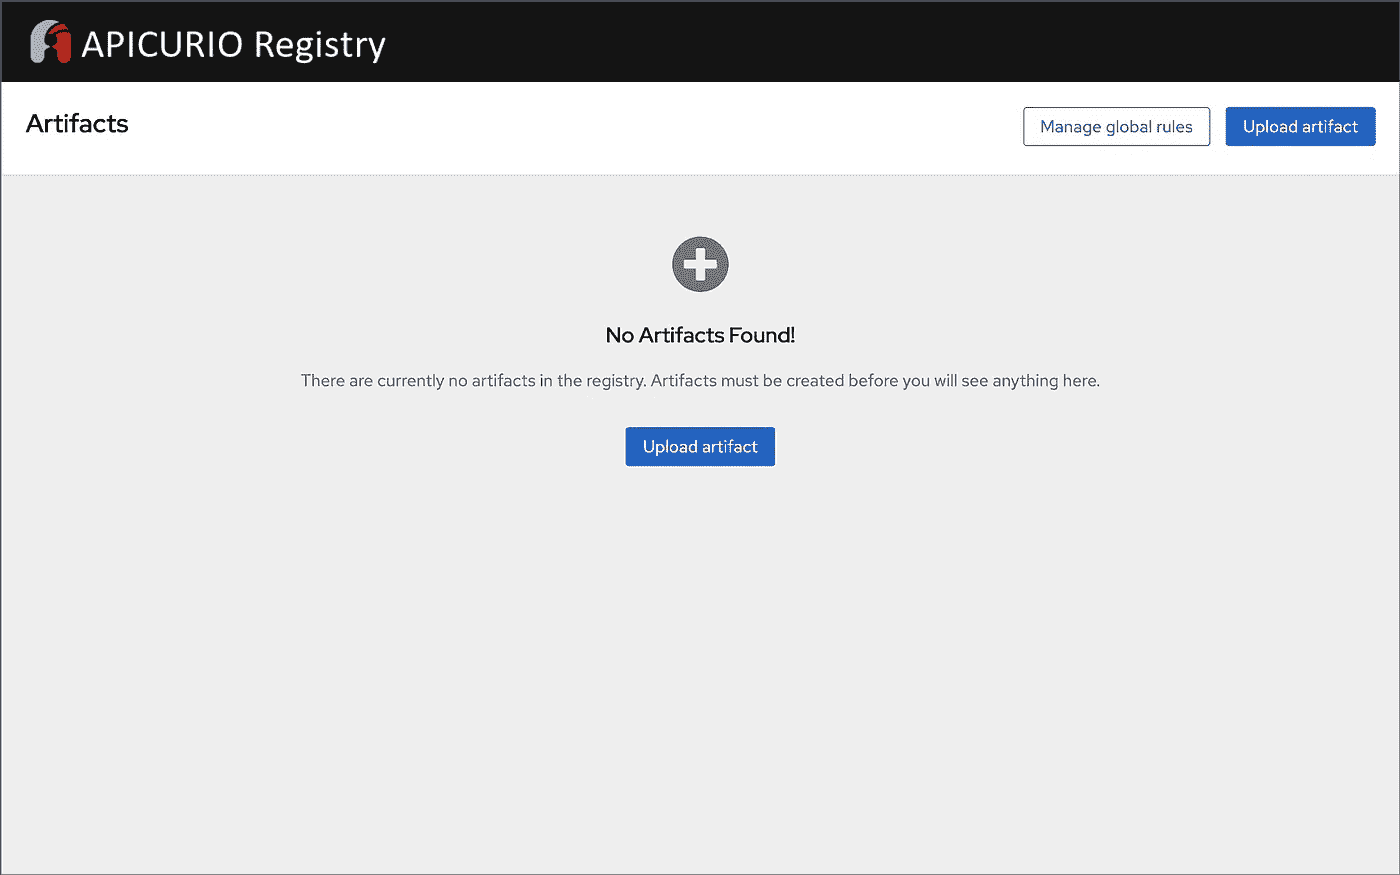 APICURIO Registry
Artifacts
Manage global rules
Upload artifact
No Artifacts Found!
There are currently no artifacts in the registry. Artifacts must be created before you will see anything here.
Upload artifact